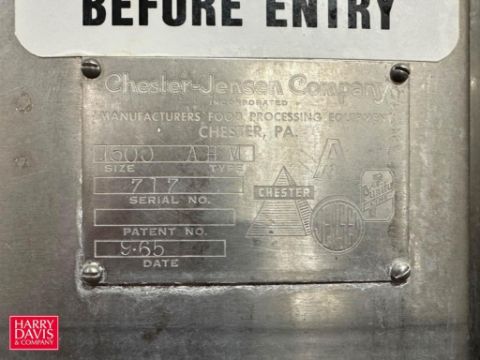 BEFORE ENTRY
Chester-Jensen Company
INCORPORATED
MANUFACTURERS FOOD PROCESSING EQUIPMENT
CHESTER, PA.
1500 AHM
SIZE TYPE
717
SERIAL NO.
PATENT NO.
9-65
DATE
CHESTER
JENSEN
HARRY
DAVIS
& COMPANY